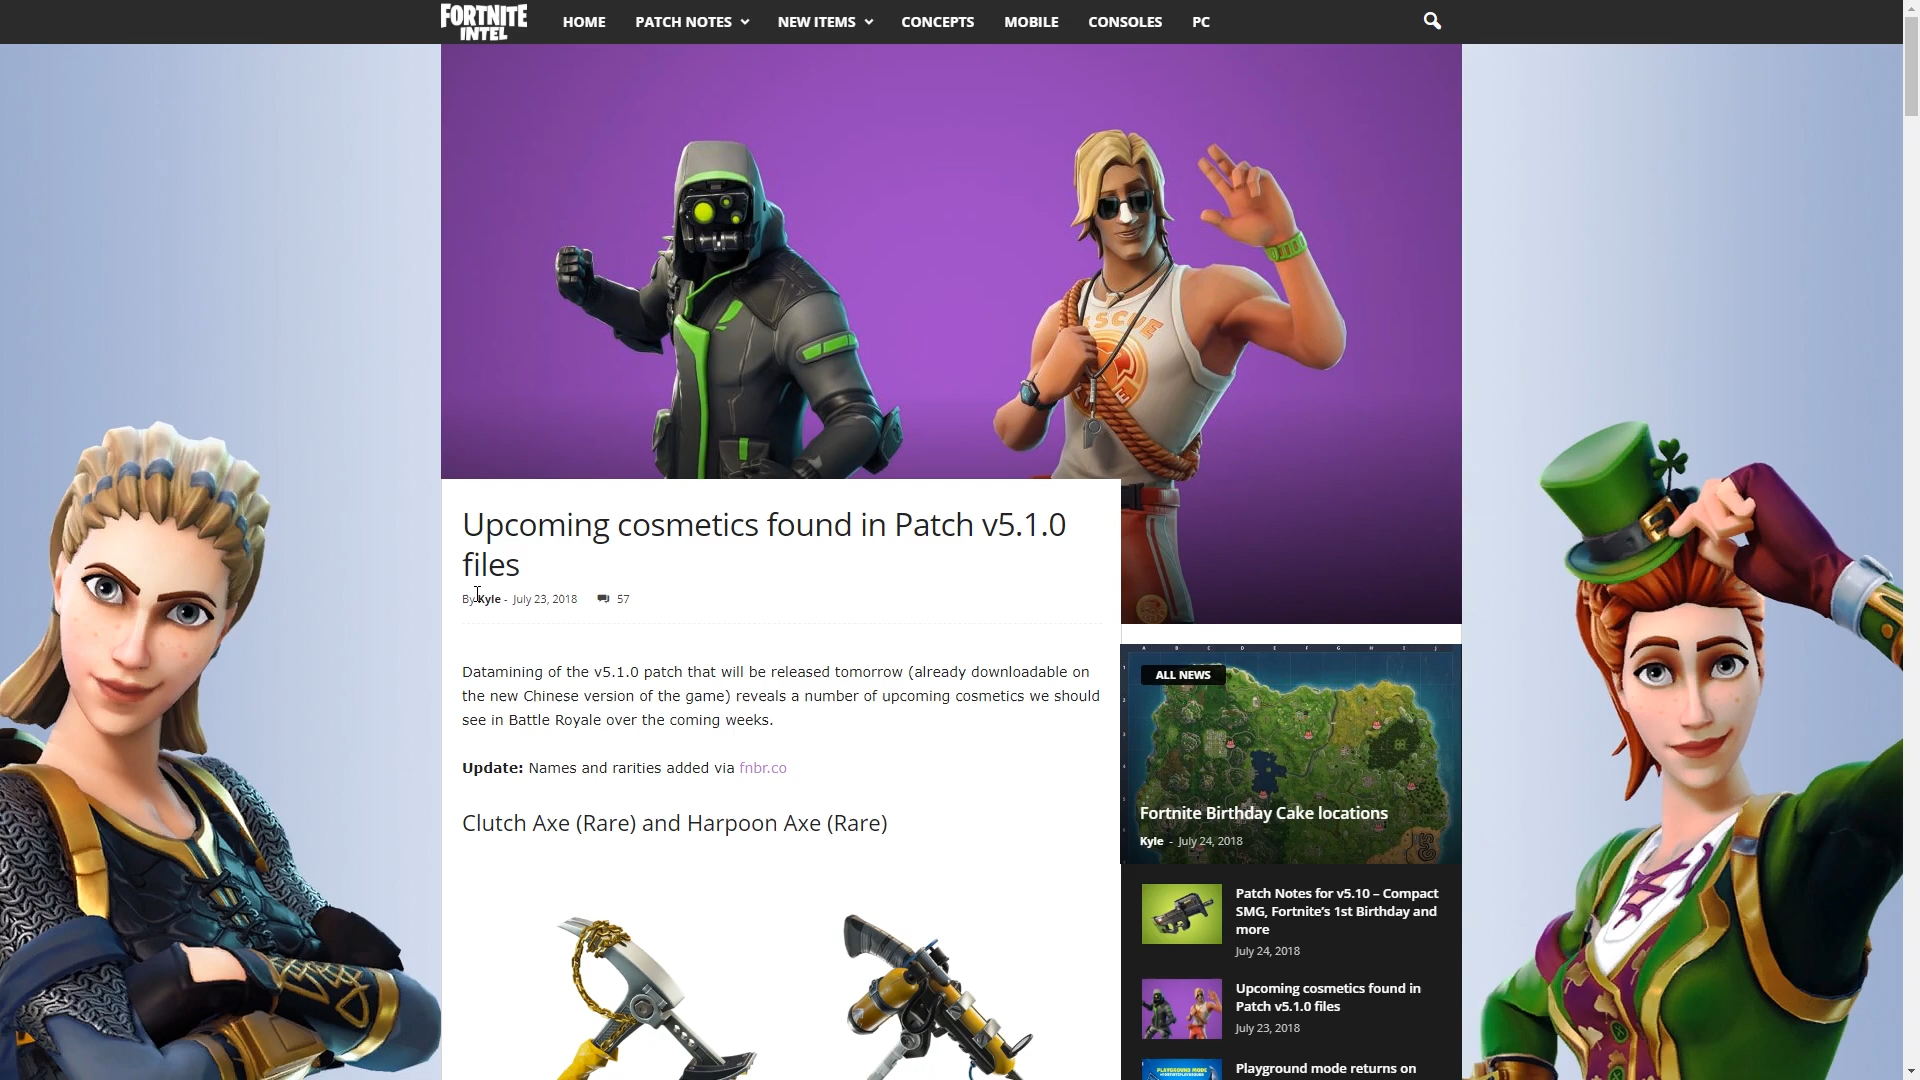 FORTNITE
INTEL
HOME
PATCH NOTES
NEW ITEMS
CONCEPTS
MOBILE
CONSOLES
PC
Upcoming cosmetics found in Patch v5.1.0
files
By Kyle - July 23, 2018 57
Datamining of the v5.1.0 patch that will be released tomorrow (already downloadable on
the new Chinese version of the game) reveals a number of upcoming cosmetics we should
see in Battle Royale over the coming weeks.
Update: Names and rarities added via fnbr.co
Clutch Axe (Rare) and Harpoon Axe (Rare)
A B C D E F G H I J
ALL NEWS
Fortnite Birthday Cake locations
Kyle - July 24, 2018
Patch Notes for v5.10 – Compact
SMG, Fortnite’s 1st Birthday and
more
July 24, 2018
Upcoming cosmetics found in
Patch v5.1.0 files
July 23, 2018
PLAYGROUND MODE
Playground mode returns on